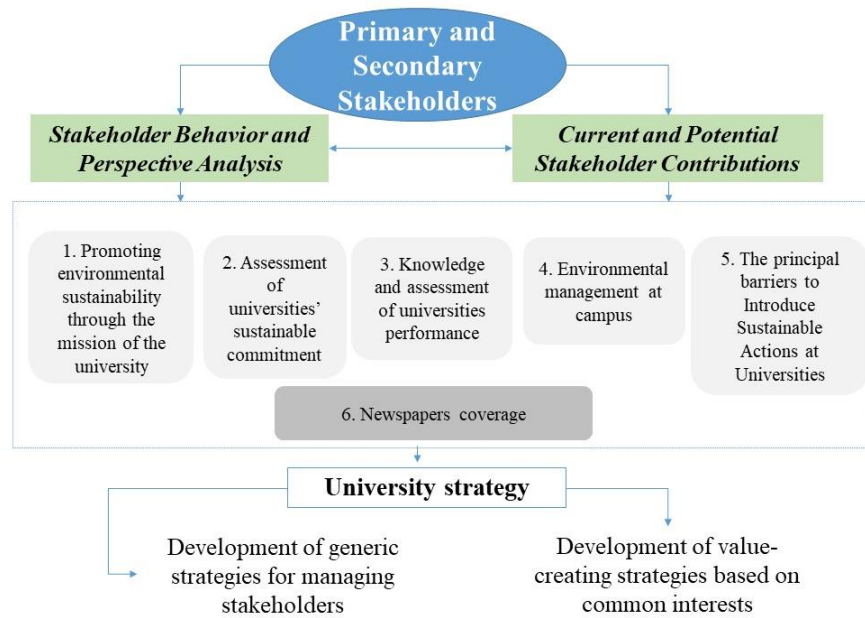 Primary and
Secondary
Stakeholders
Stakeholder Behavior and
Perspective Analysis
Current and Potential
Stakeholder Contributions
1. Promoting
environmental
sustainability
through the
mission of the
university
2. Assessment
of
universities’
sustainable
commitment
3. Knowledge
and assessment
of universities
performance
4. Environmental
management at
campus
5. The principal
barriers to
Introduce
Sustainable
Actions at
Universities
6. Newspapers coverage
University strategy
Development of generic
strategies for managing
stakeholders
Development of value-
creating strategies based on
common interests